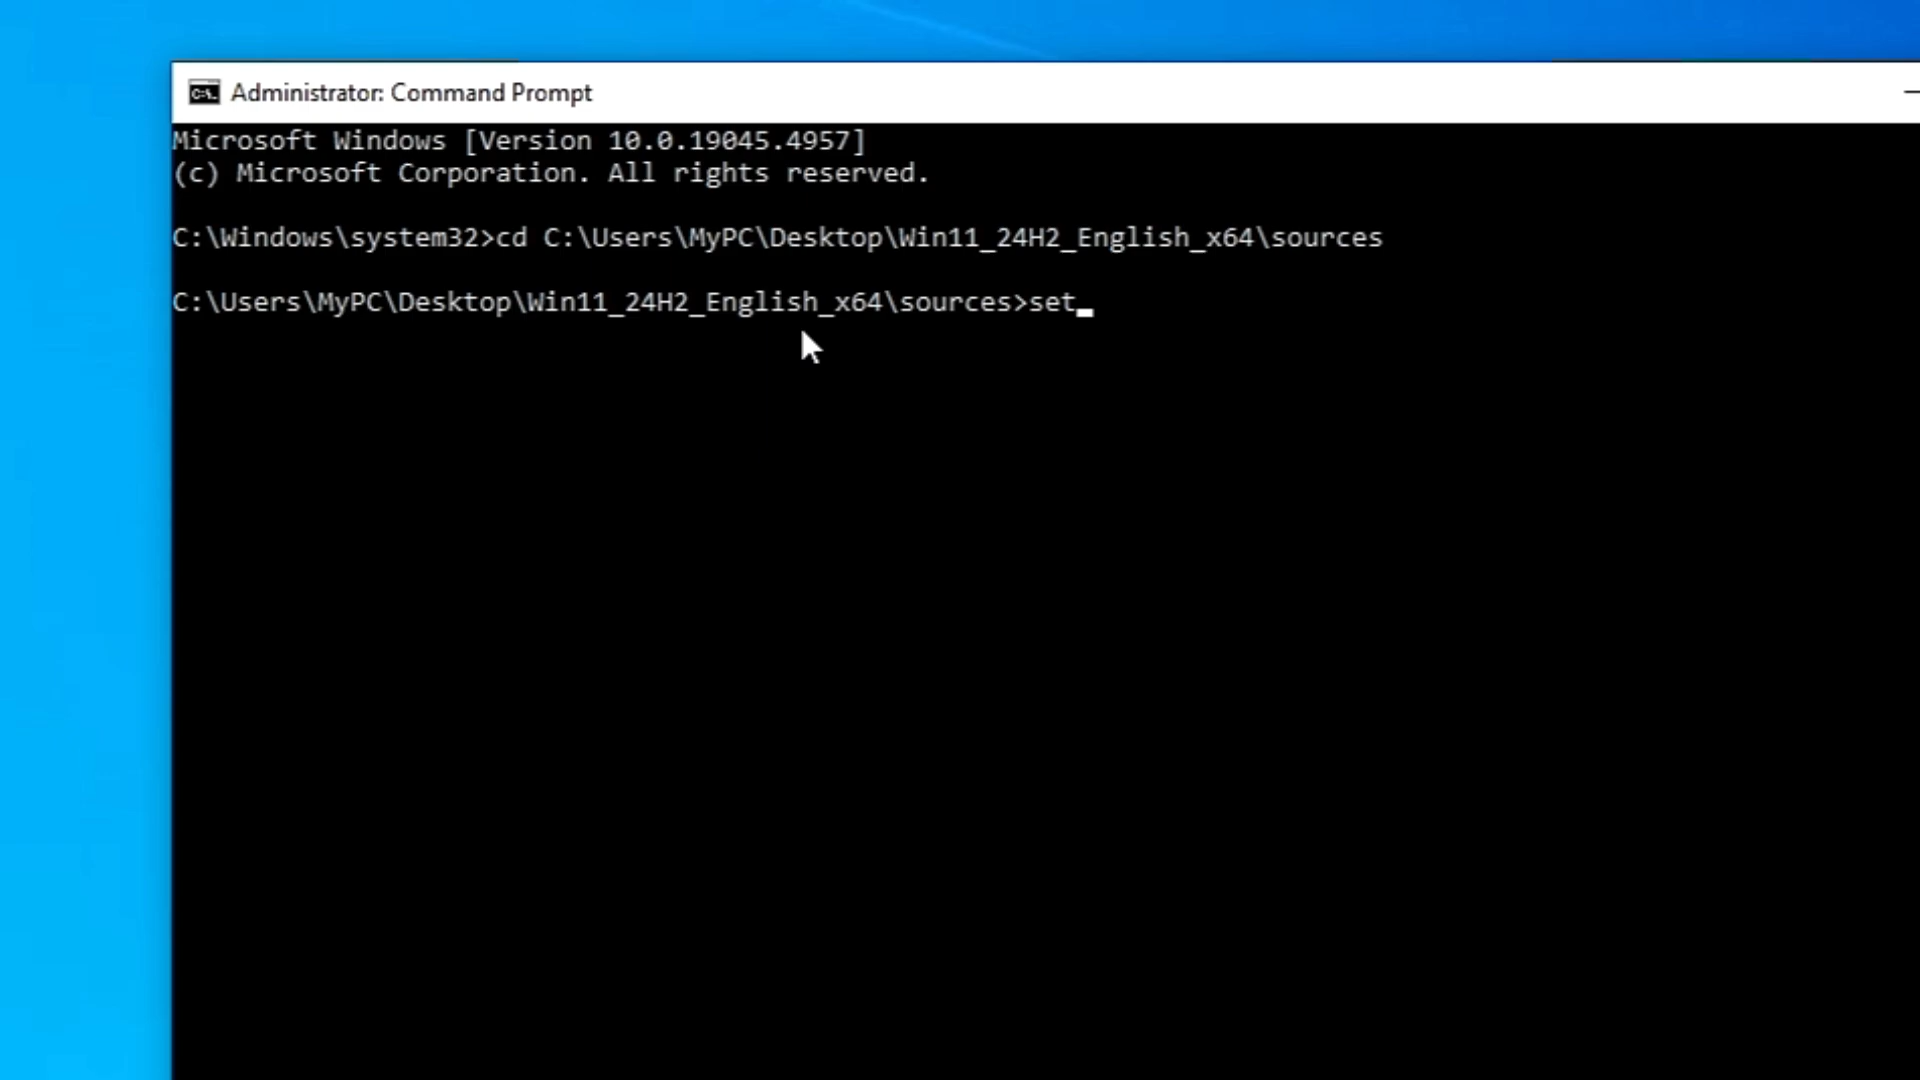 Administrator: Command Prompt
Microsoft Windows [Version 10.0.19045.4957]
(c) Microsoft Corporation. All rights reserved.
C:\Windows\system32>cd C:\Users\MyPC\Desktop\Win11_24H2_English_x64\sources
C:\Users\MyPC\Desktop\Win11_24H2_English_x64\sources>set